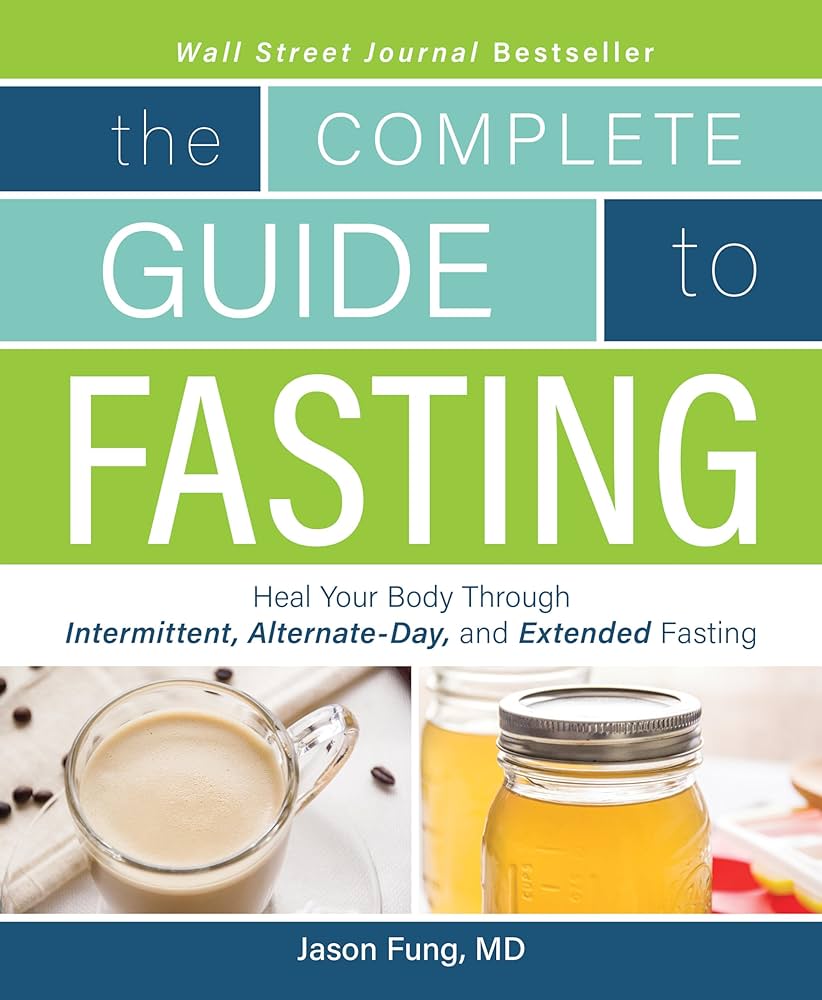 Wall Street Journal Bestseller
the COMPLETE
GUIDE to
FASTING
Heal Your Body Through
Intermittent, Alternate-Day, and Extended Fasting
CUPS
Jason Fung, MD